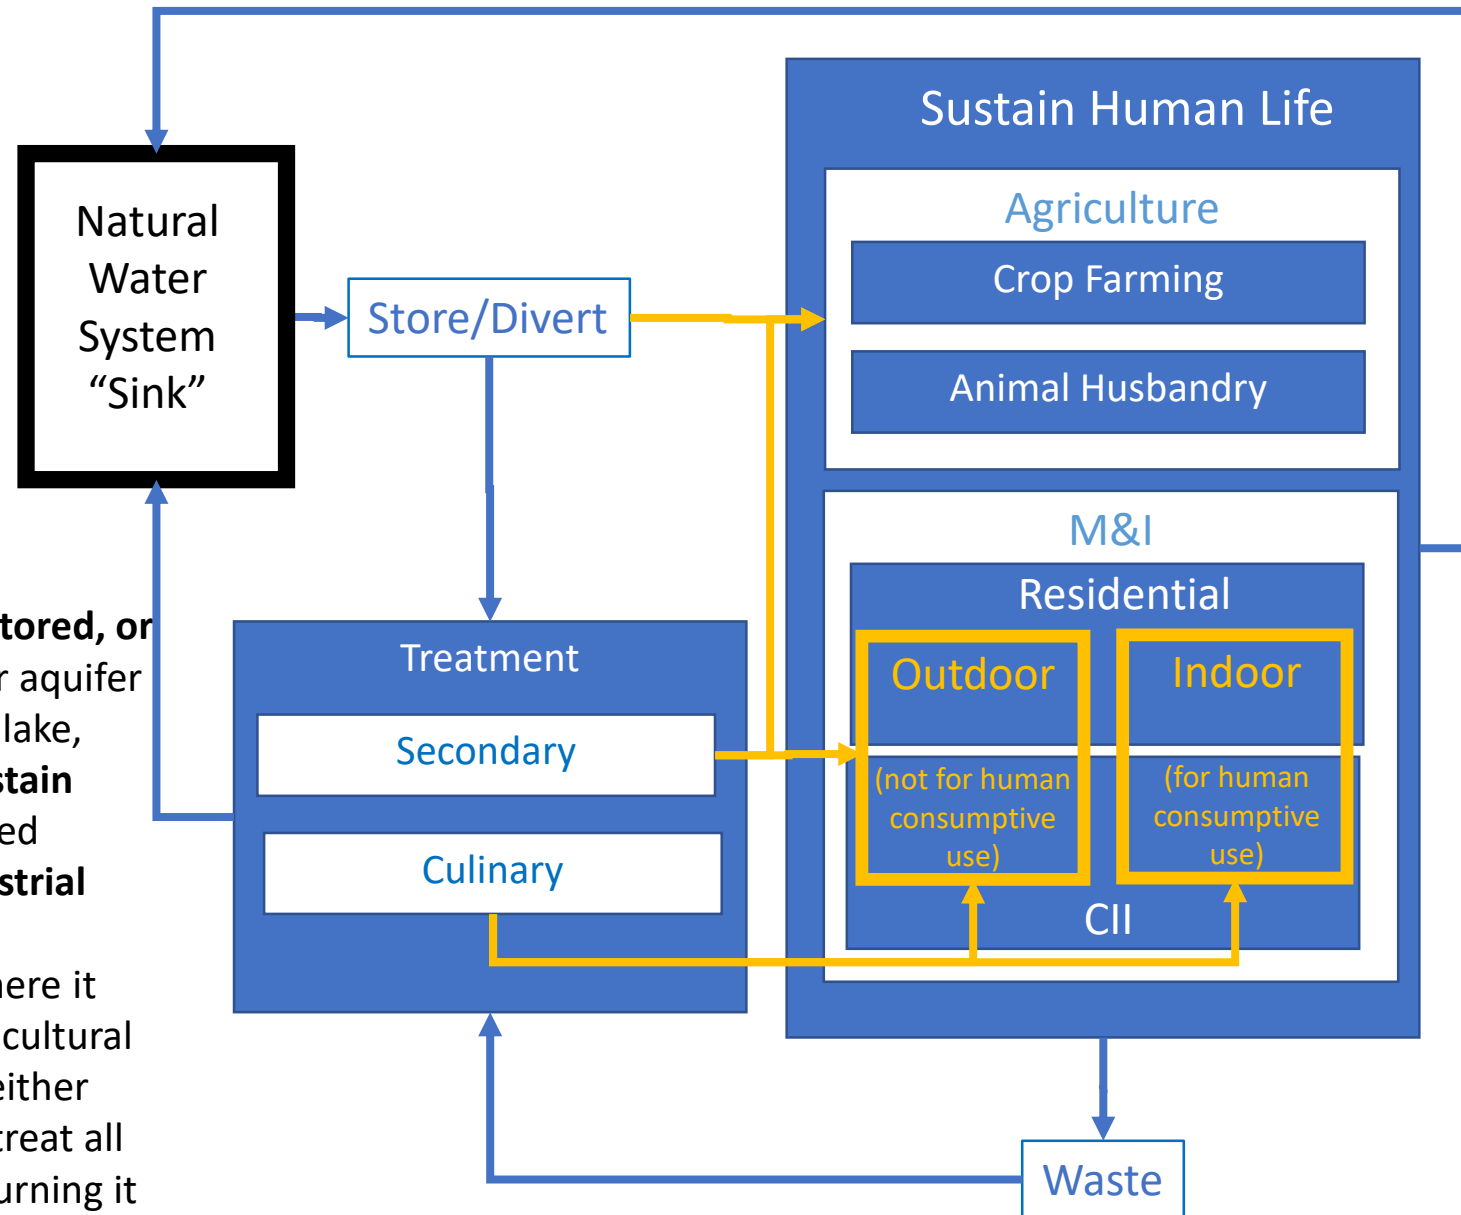 Sustain Human Life
Natural
Water
System
“Sink”
Store/Divert
Agriculture
Crop Farming
Animal Husbandry
M&I
Residential
Outdoor
Indoor
(not for human
consumptive
use)
(for human
consumptive
use)
CII
Treatment
Secondary
Culinary
Waste
tored, or
r aquifer
lake,
stain
ed
strial
here it
cultural
either
treat all
urning it